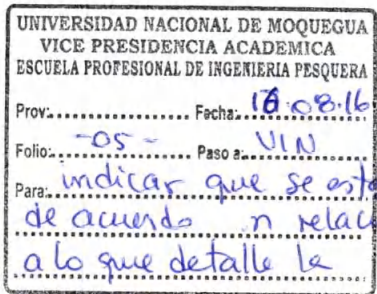 UNIVERSIDAD NACIONAL DE MOQUEGUA
VICE PRESIDENCIA ACADEMICA
ESCUELA PROFESIONAL DE INGENIERIA PESQUERA
Prov:.............. Fecha: 16.08.16
Folio: -05- Paso a: VIN
Para: indicar que se esta
de acuerdo n relac
a lo que detalle la